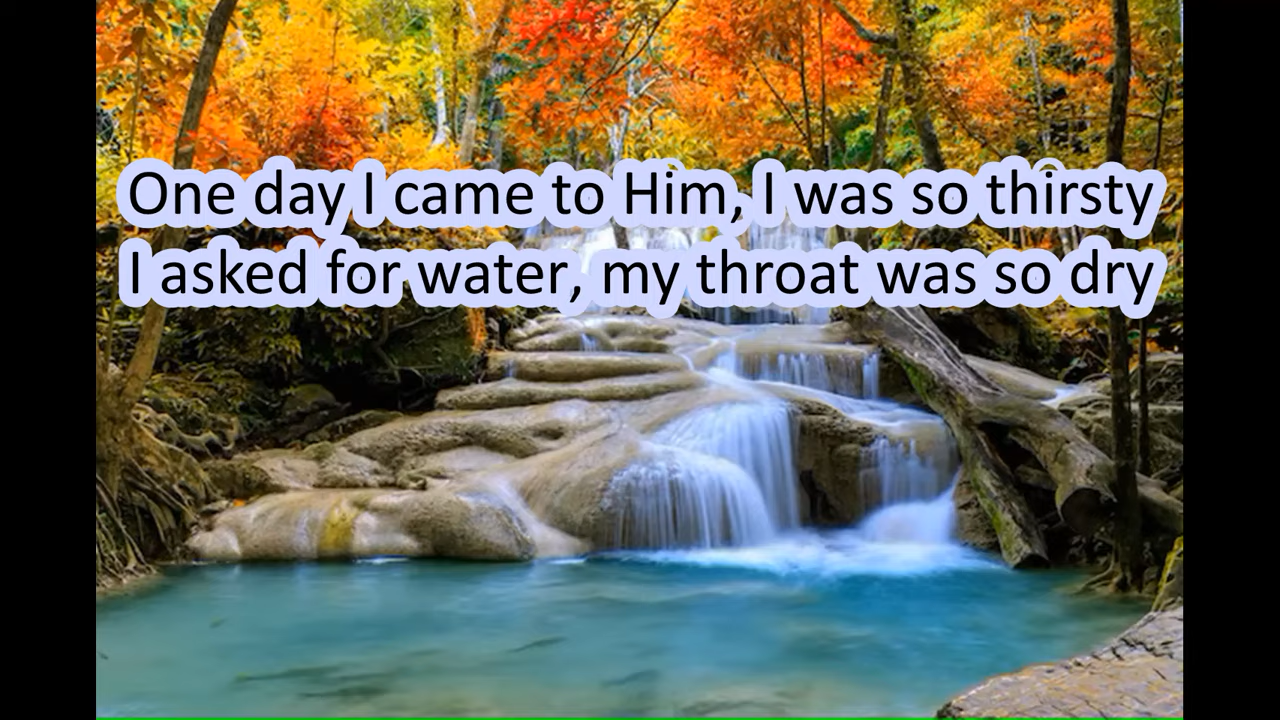 One day I came to Him, I was so thirsty
I asked for water, my throat was so dry